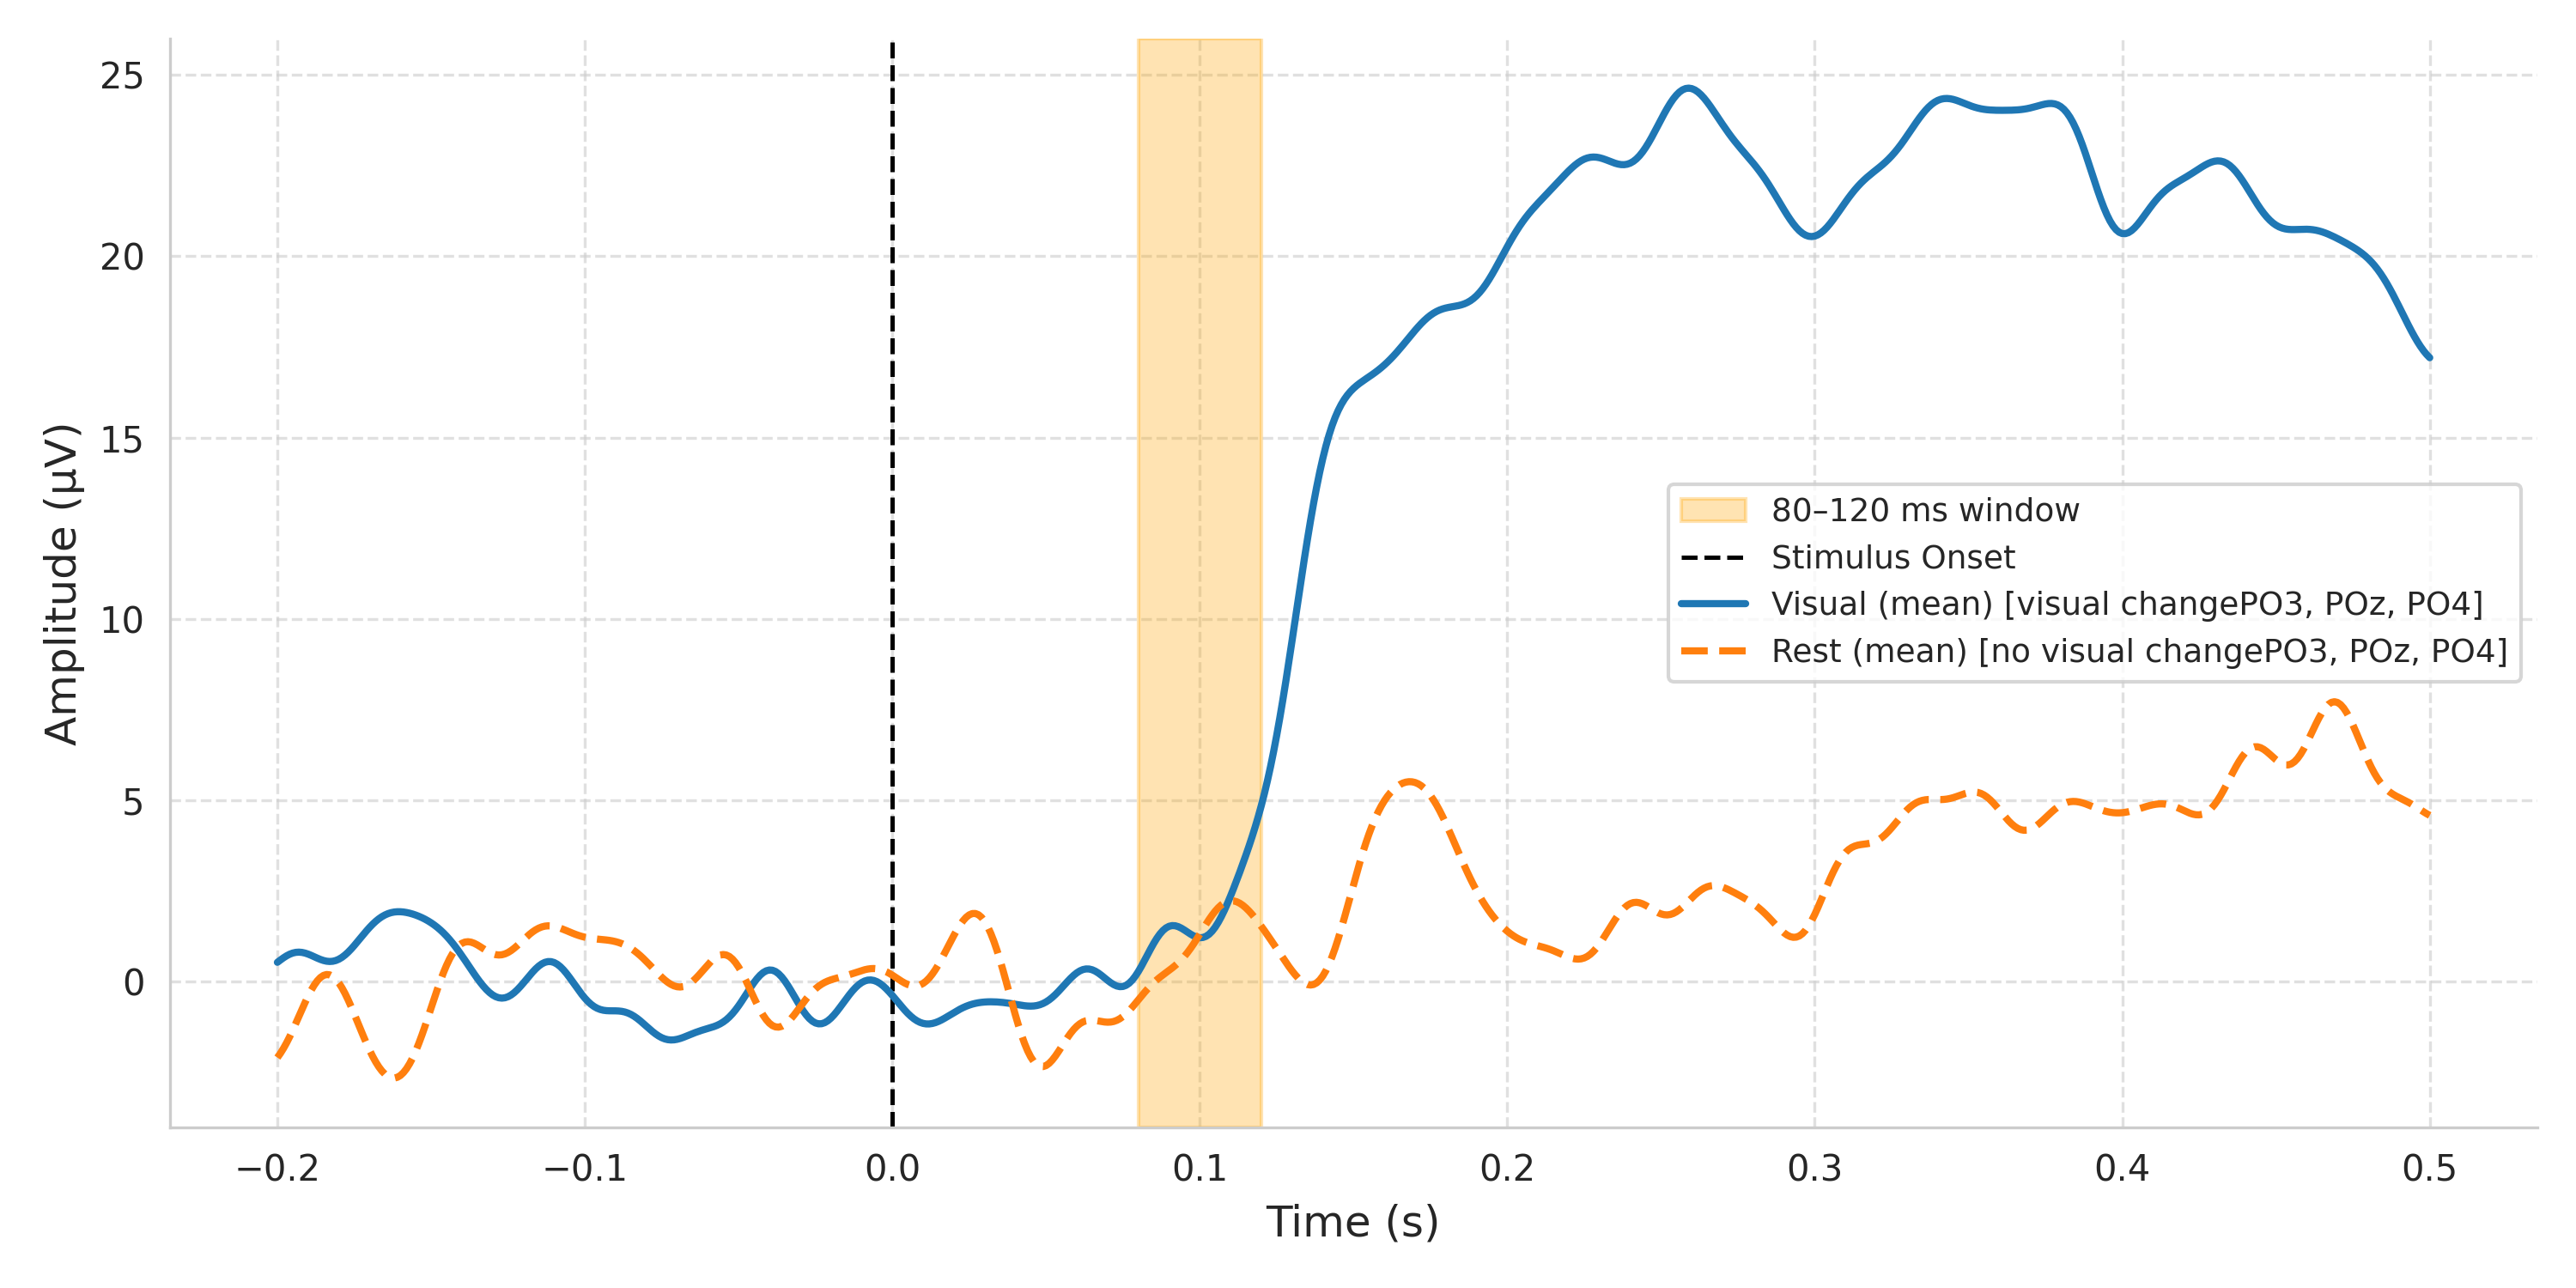 Amplitude (µV)
25
20
15
10
5
0
80–120 ms window
Stimulus Onset
Visual (mean) [visual changePO3, POz, PO4]
Rest (mean) [no visual changePO3, POz, PO4]
−0.2
−0.1
0.0
0.1
0.2
0.3
0.4
0.5
Time (s)